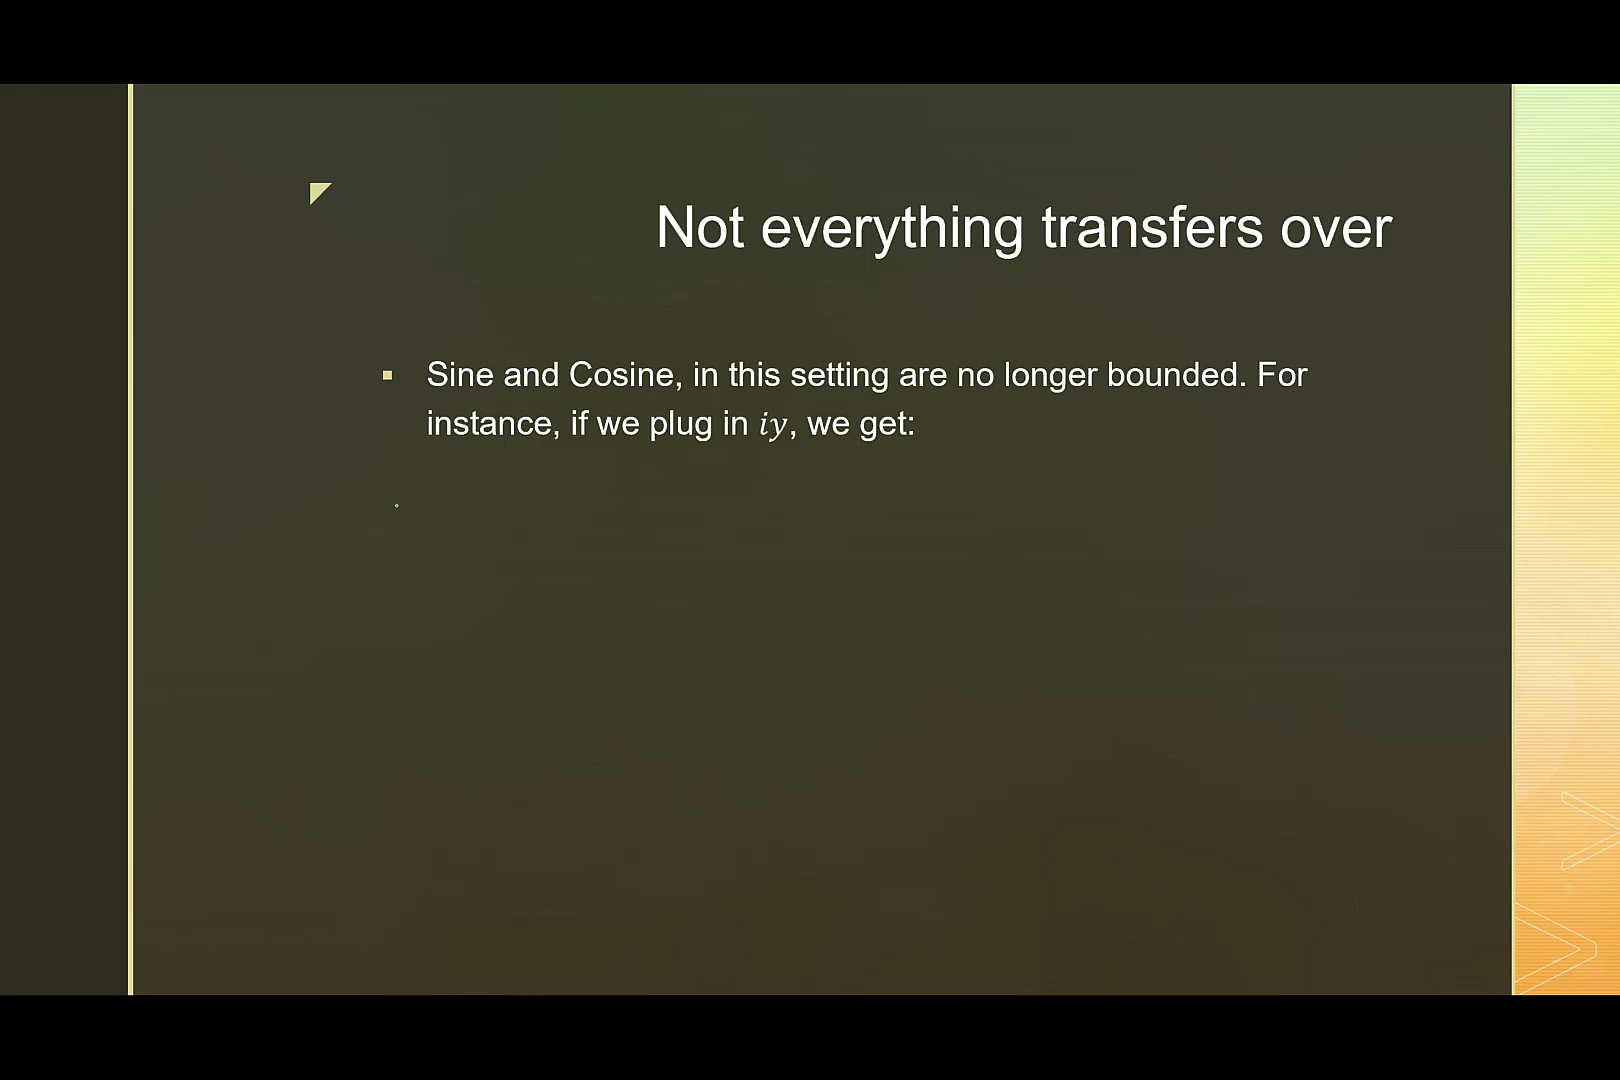 Not everything transfers over
▪ Sine and Cosine, in this setting are no longer bounded. For
instance, if we plug in 𝑖𝑦, we get: